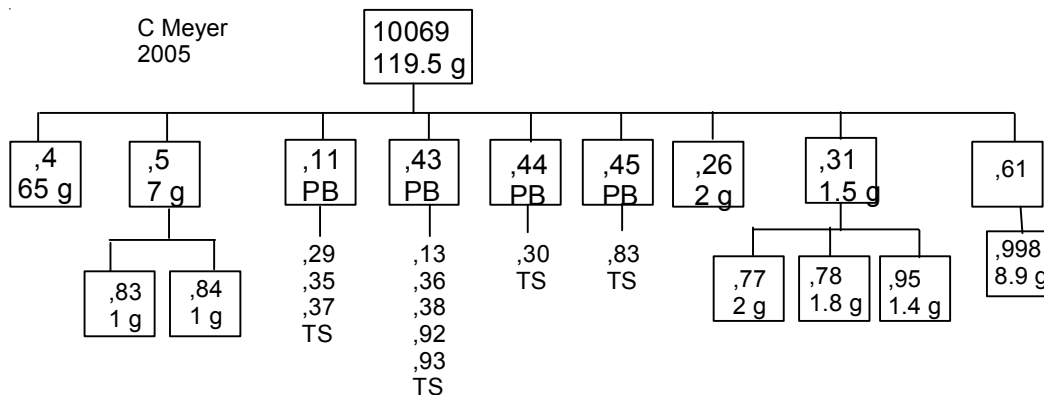 C Meyer
2005
10069
119.5 g
,4
65 g
,5
7 g
,11
PB
,43
PB
,44
PB
,45
PB
,26
2 g
,31
1.5 g
,61
,83
1 g
,84
1 g
,29
,35
,37
TS
,13
,36
,38
,92
,93
TS
,30
TS
,83
TS
,77
2 g
,78
1.8 g
,95
1.4 g
,998
8.9 g